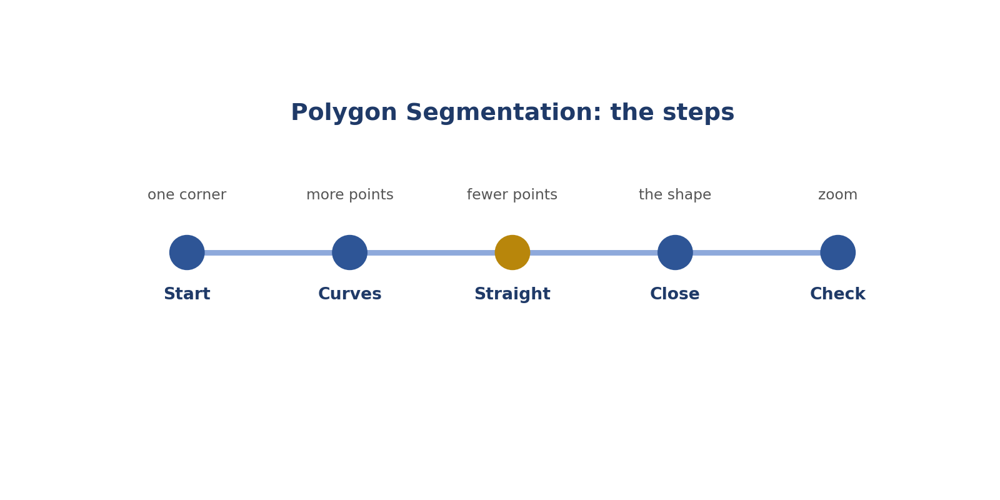 Polygon Segmentation: the steps
one corner
more points
fewer points
the shape
zoom
Start
Curves
Straight
Close
Check